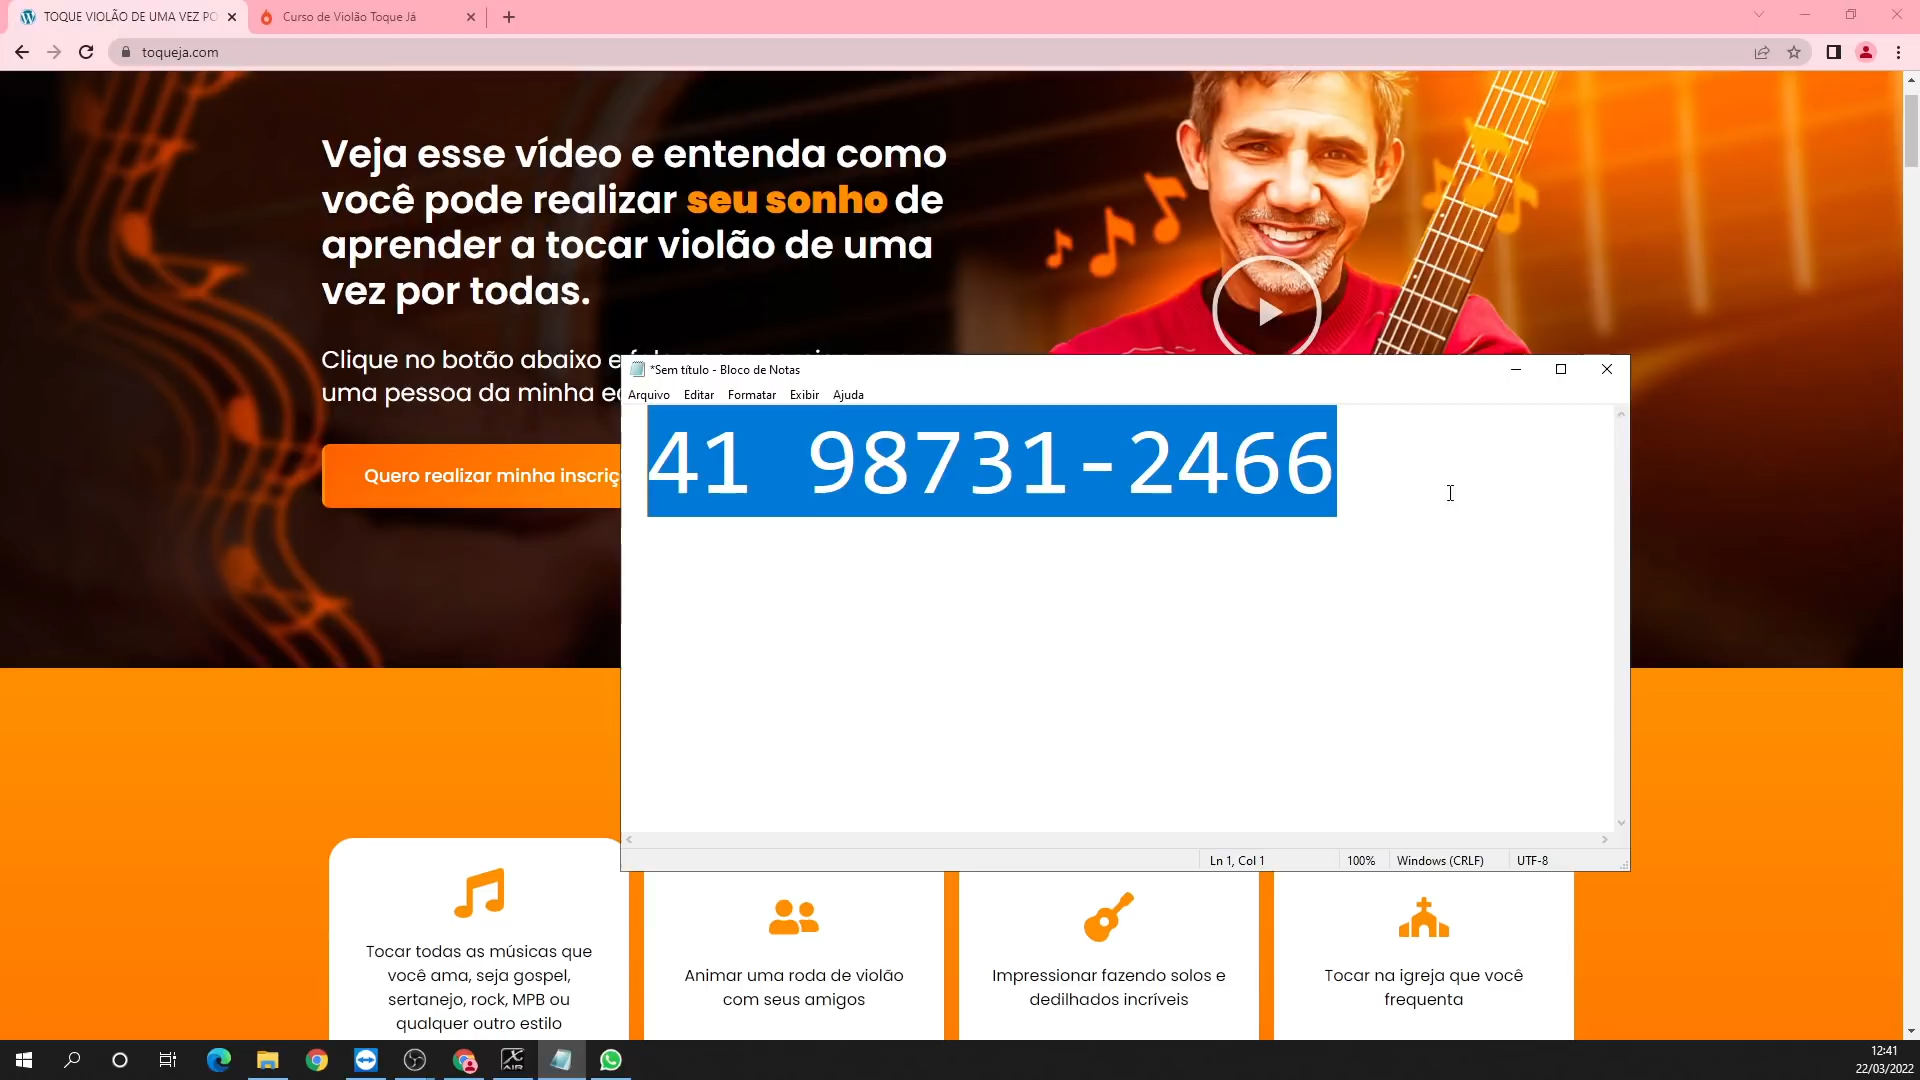 TOQUE VIOLÃO DE UMA VEZ PO
Curso de Violão Toque Já
toqueja.com
Veja esse vídeo e entenda como
você pode realizar seu sonho de
aprender a tocar violão de uma
vez por todas.
Clique no botão abaixo e
uma pessoa da minha
Quero realizar minha
*Sem título - Bloco de Notas
Arquivo Editar Formatar Exibir Ajuda
41 98731-2466
Ln 1, Col 1 100% Windows (CRLF) UTF-8
Tocar todas as músicas que
você ama, seja gospel,
sertanejo, rock, MPB ou
qualquer outro estilo
Animar uma roda de violão
com seus amigos
Impressionar fazendo solos e
dedilhados incríveis
Tocar na igreja que você
frequenta
X AIR
12:41
22/03/2022